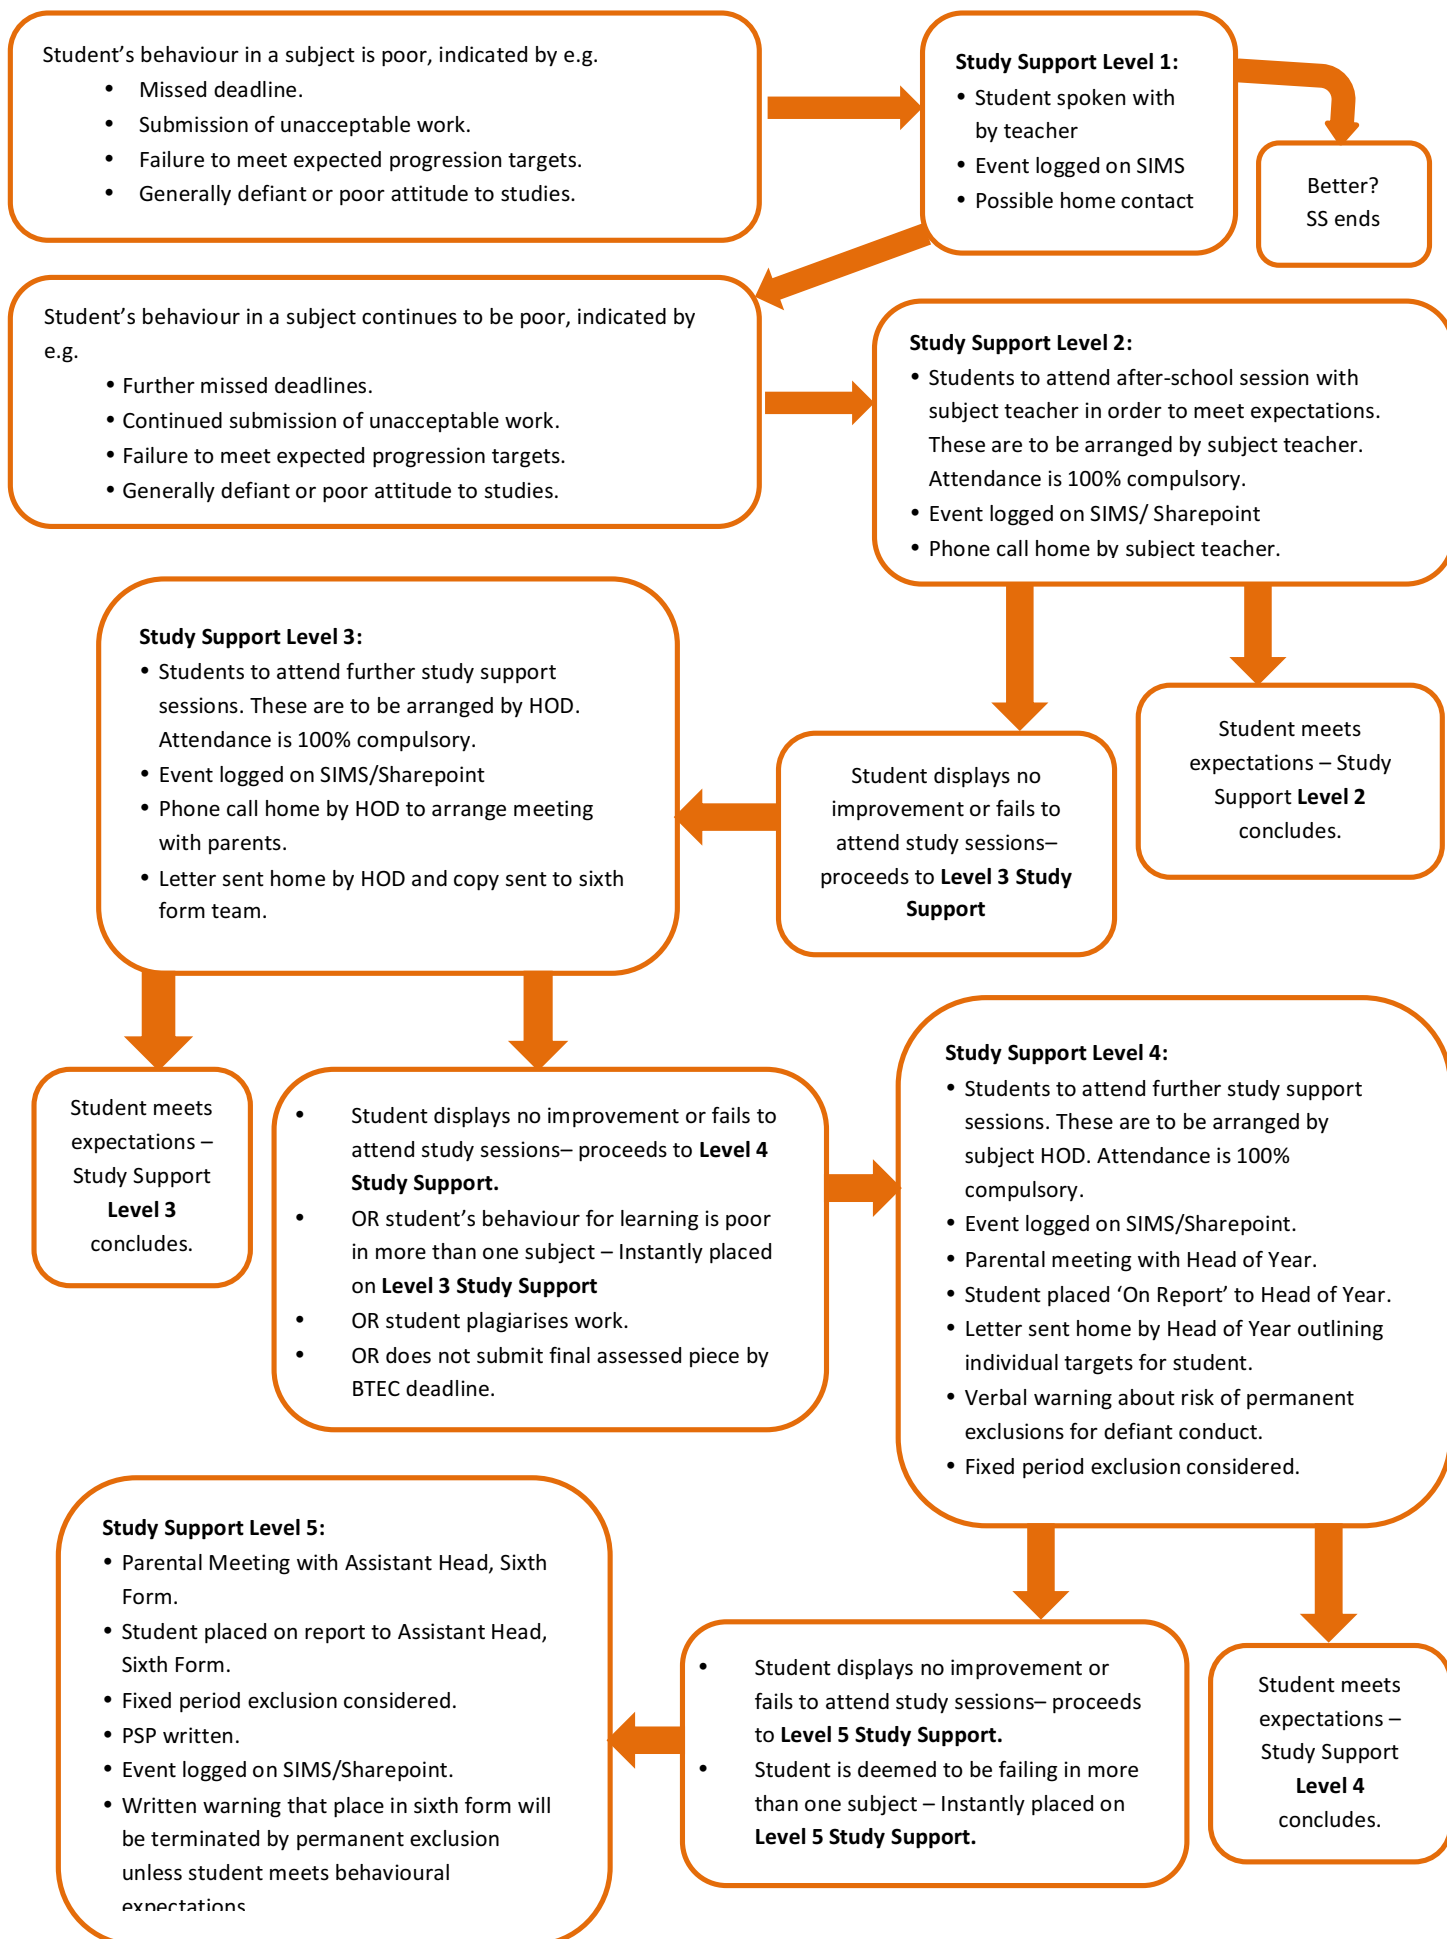 Student’s behaviour in a subject is poor, indicated by e.g.
• Missed deadline.
• Submission of unacceptable work.
• Failure to meet expected progression targets.
• Generally defiant or poor attitude to studies.
Study Support Level 1:
• Student spoken with
by teacher
• Event logged on SIMS
• Possible home contact
Better?
SS ends
Student’s behaviour in a subject continues to be poor, indicated by
e.g.
• Further missed deadlines.
• Continued submission of unacceptable work.
• Failure to meet expected progression targets.
• Generally defiant or poor attitude to studies.
Study Support Level 2:
• Students to attend after-school session with
subject teacher in order to meet expectations.
These are to be arranged by subject teacher.
Attendance is 100% compulsory.
• Event logged on SIMS/ Sharepoint
• Phone call home by subject teacher.
Student meets
expectations – Study
Support Level 2
concludes.
Student displays no
improvement or fails to
attend study sessions–
proceeds to Level 3 Study
Support
Study Support Level 3:
• Students to attend further study support
sessions. These are to be arranged by HOD.
Attendance is 100% compulsory.
• Event logged on SIMS/Sharepoint
• Phone call home by HOD to arrange meeting
with parents.
• Letter sent home by HOD and copy sent to sixth
form team.
Student meets
expectations –
Study Support
Level 3
concludes.
• Student displays no improvement or fails to
attend study sessions– proceeds to Level 4
Study Support.
• OR student’s behaviour for learning is poor
in more than one subject – Instantly placed
on Level 3 Study Support
• OR student plagiarises work.
• OR does not submit final assessed piece by
BTEC deadline.
Study Support Level 4:
• Students to attend further study support
sessions. These are to be arranged by
subject HOD. Attendance is 100%
compulsory.
• Event logged on SIMS/Sharepoint.
• Parental meeting with Head of Year.
• Student placed ‘On Report’ to Head of Year.
• Letter sent home by Head of Year outlining
individual targets for student.
• Verbal warning about risk of permanent
exclusions for defiant conduct.
• Fixed period exclusion considered.
Student meets
expectations –
Study Support
Level 4
concludes.
• Student displays no improvement or
fails to attend study sessions– proceeds
to Level 5 Study Support.
• Student is deemed to be failing in more
than one subject – Instantly placed on
Level 5 Study Support.
Study Support Level 5:
• Parental Meeting with Assistant Head, Sixth
Form.
• Student placed on report to Assistant Head,
Sixth Form.
• Fixed period exclusion considered.
• PSP written.
• Event logged on SIMS/Sharepoint.
• Written warning that place in sixth form will
be terminated by permanent exclusion
unless student meets behavioural
expectations